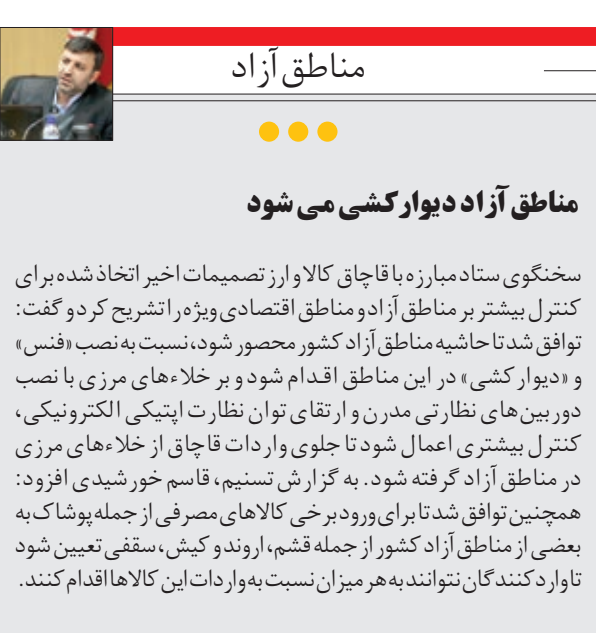 مناطق آزاد
مناطق آزاد دیوارکشی می شود
سخنگوی ستاد مبارزه با قاچاق کالا و ارز تصمیمات اخیر اتخاذ شده برای
کنترل بیشتر بر مناطق آزاد و مناطق اقتصادی ویژه را تشریح کرد و گفت:
توافق شد تا حاشیه مناطق آزاد کشور محصور شود، نسبت به نصب «فنس»
و «دیوار کشی» در این مناطق اقدام شود و بر خلاءهای مرزی با نصب
دوربین‌های نظارتی مدرن و ارتقای توان نظارت اپتیکی الکترونیکی،
کنترل بیشتری اعمال شود تا جلوی واردات قاچاق از خلاءهای مرزی
در مناطق آزاد گرفته شود. به گزارش تسنیم، قاسم خورشیدی افزود:
همچنین توافق شد تا برای ورود برخی کالاهای مصرفی از جمله پوشاک به
بعضی از مناطق آزاد کشور از جمله قشم، اروند و کیش، سقفی تعیین شود
تا واردکنندگان نتوانند به هر میزان نسبت به واردات این کالاها اقدام کنند.